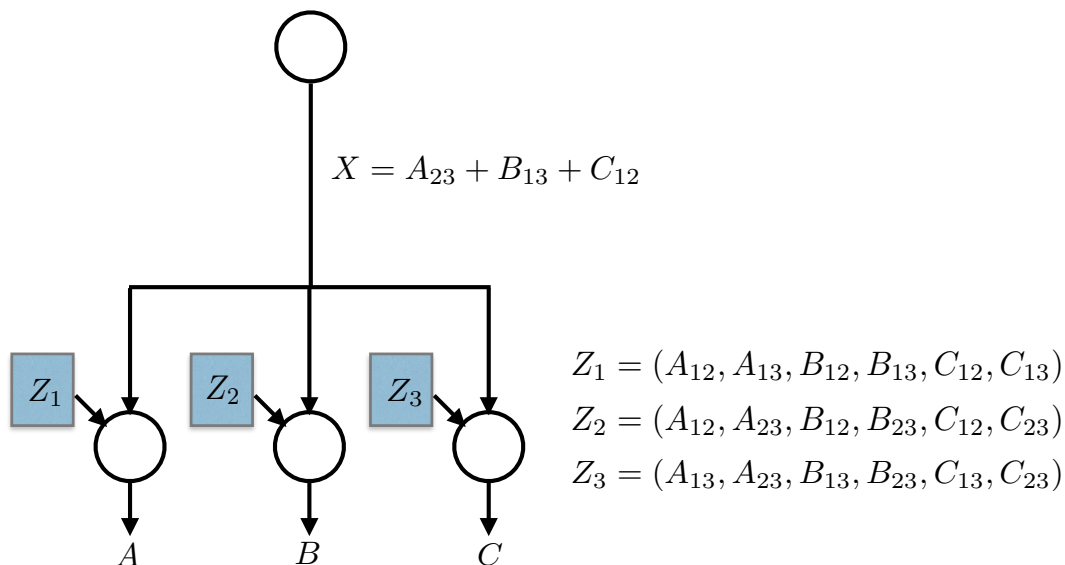 X = A₂₃ + B₁₃ + C₁₂
Z₁ Z₂ Z₃
Z₁ = (A₁₂, A₁₃, B₁₂, B₁₃, C₁₂, C₁₃)
Z₂ = (A₁₂, A₂₃, B₁₂, B₂₃, C₁₂, C₂₃)
Z₃ = (A₁₃, A₂₃, B₁₃, B₂₃, C₁₃, C₂₃)
A B C